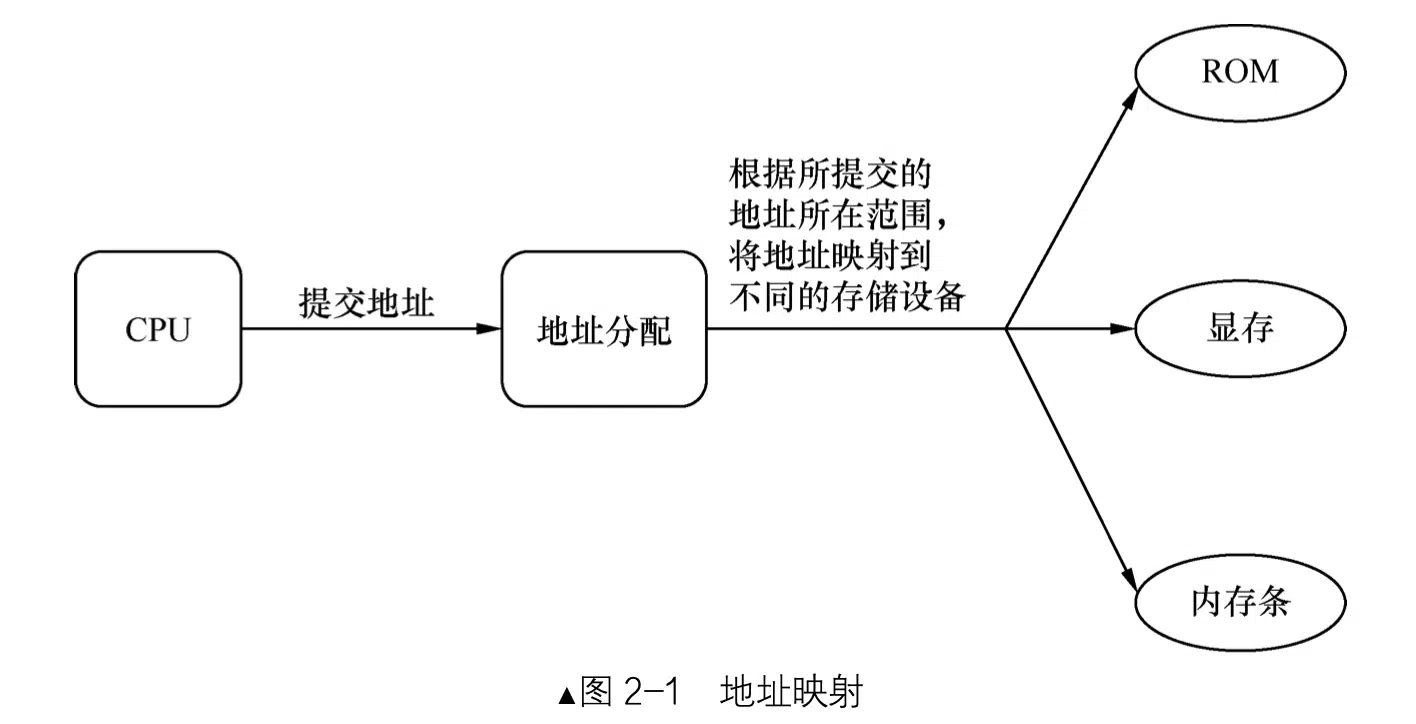 ROM
根据所提交的
地址所在范围，
将地址映射到
不同的存储设备
CPU
提交地址
地址分配
显存
内存条
▲图 2-1 地址映射